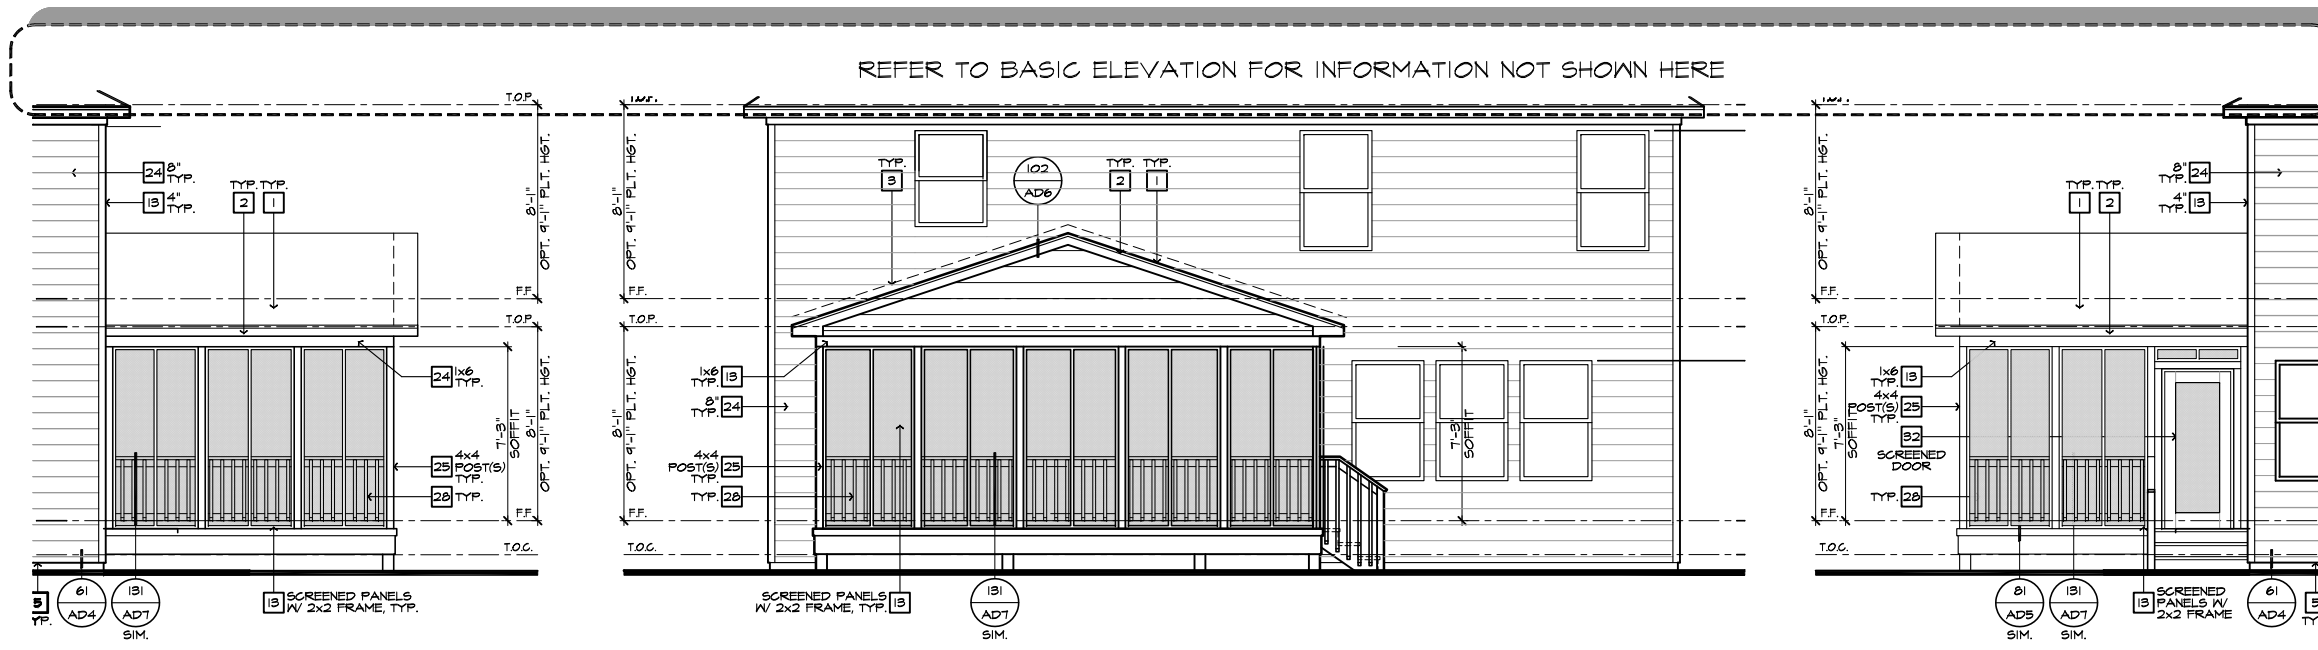 REFER TO BASIC ELEVATION FOR INFORMATION NOT SHOWN HERE
T.O.P.
24 8"
TYP.
13 4"
TYP.
TYP. TYP.
2 1
8'-1"
OPT. 9'-1" PLT. HGT.
F.F.
T.O.P.
24 1x6
TYP.
7'-3"
SOFFIT
8'-1"
OPT. 9'-1" PLT. HGT.
25 4x4
POST(S)
TYP.
28 TYP.
F.F.
T.O.C.
5
YP.
61
AD4
131
AD7
SIM.
13 SCREENED PANELS
W/ 2x2 FRAME, TYP.
T.O.P.
8'-1"
OPT. 9'-1" PLT. HGT.
TYP.
3
102
AD6
TYP. TYP.
2 1
F.F.
T.O.P.
8'-1"
OPT. 9'-1" PLT. HGT.
1x6
TYP. 13
8"
TYP. 24
4x4
POST(S) 25
TYP.
TYP. 28
7'-3"
SOFFIT
F.F.
T.O.C.
SCREENED PANELS
W/ 2x2 FRAME, TYP. 13
131
AD7
SIM.
8'-1"
OPT. 9'-1" PLT. HGT.
8"
TYP. 24
4"
TYP. 13
TYP. TYP.
1 2
F.F.
T.O.P.
8'-1"
OPT. 9'-1" PLT. HGT.
7'-3"
SOFFIT
1x6
TYP. 13
4x4
POST(S) 25
TYP.
32
SCREENED
DOOR
TYP. 28
F.F.
T.O.C.
81
AD5
SIM.
131
AD7
SIM.
13 SCREENED
PANELS W/
2x2 FRAME
61
AD4
5
TY